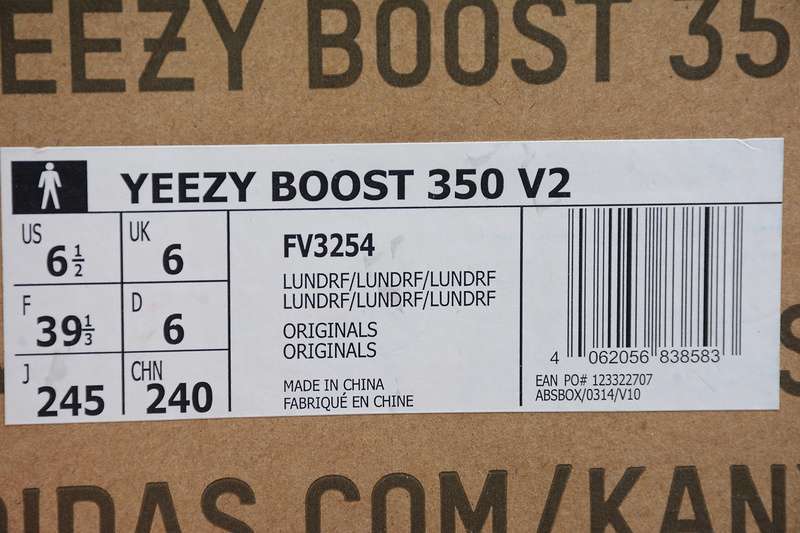 EEZY BOOST 35
YEEZY BOOST 350 V2
US 6 1/2
UK 6
F 39 1/3
D 6
J 245
CHN 240
FV3254
LUNDRF/LUNDRF/LUNDRF
LUNDRF/LUNDRF/LUNDRF
ORIGINALS
ORIGINALS
MADE IN CHINA
FABRIQUÉ EN CHINE
4 062056 838583
EAN PO# 123322707
ABSBOX/0314/V10
DIDAS.COM/KAN